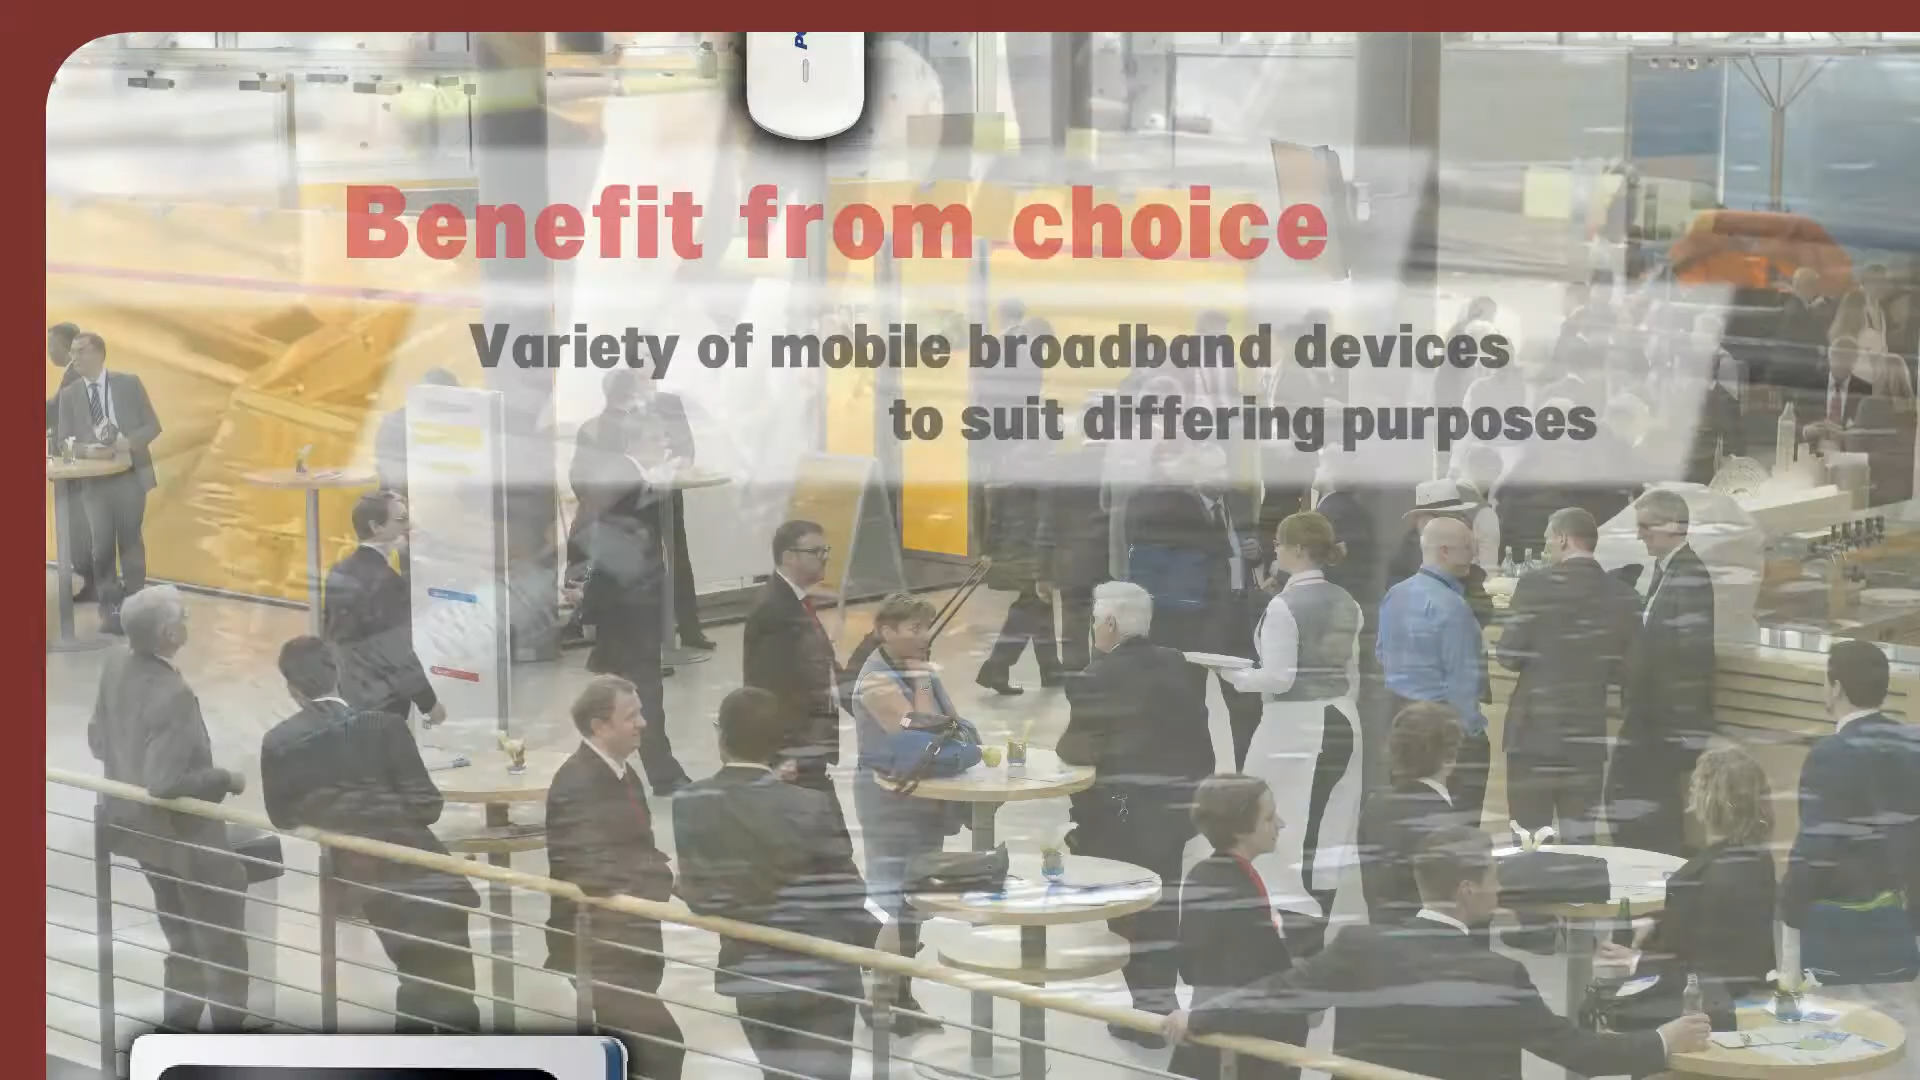 Benefit from choice
Variety of mobile broadband devices
to suit differing purposes